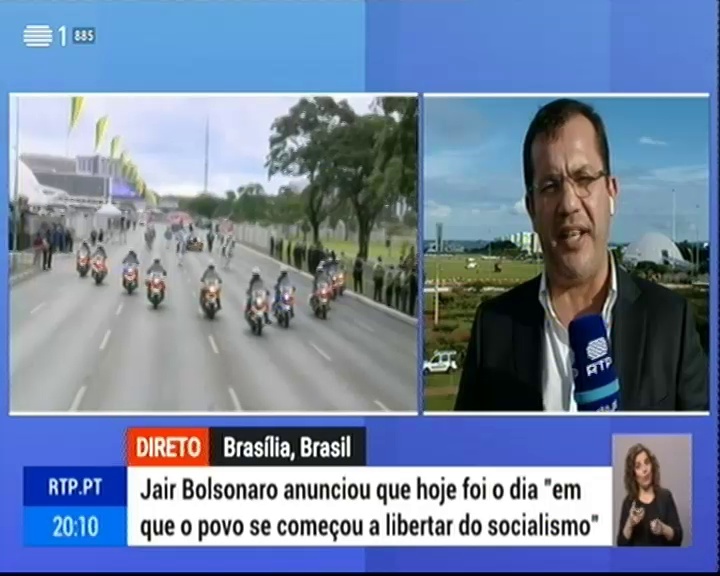 1 885
RTP
DIRETO Brasília, Brasil
RTP.PT
Jair Bolsonaro anunciou que hoje foi o dia "em
20:10
que o povo se começou a libertar do socialismo"